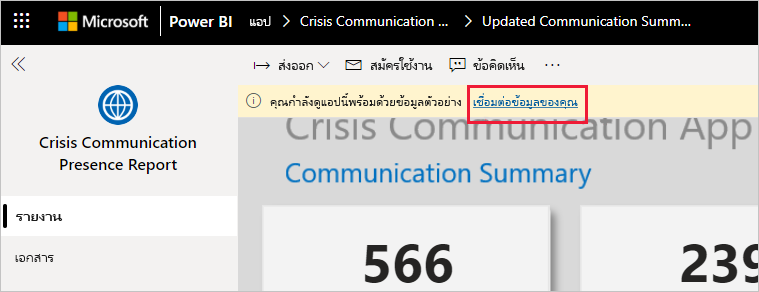 Microsoft Power BI แอป > Crisis Communication ... > Updated Communication Summ...
ส่งออก สมัครใช้งาน ข้อคิดเห็น ...
คุณกำลังดูแอปนี้พร้อมด้วยข้อมูลตัวอย่าง เชื่อมต่อข้อมูลของคุณ
Crisis Communication
Presence Report
รายงาน
เอกสาร
Crisis Communication App
Communication Summary
566
239